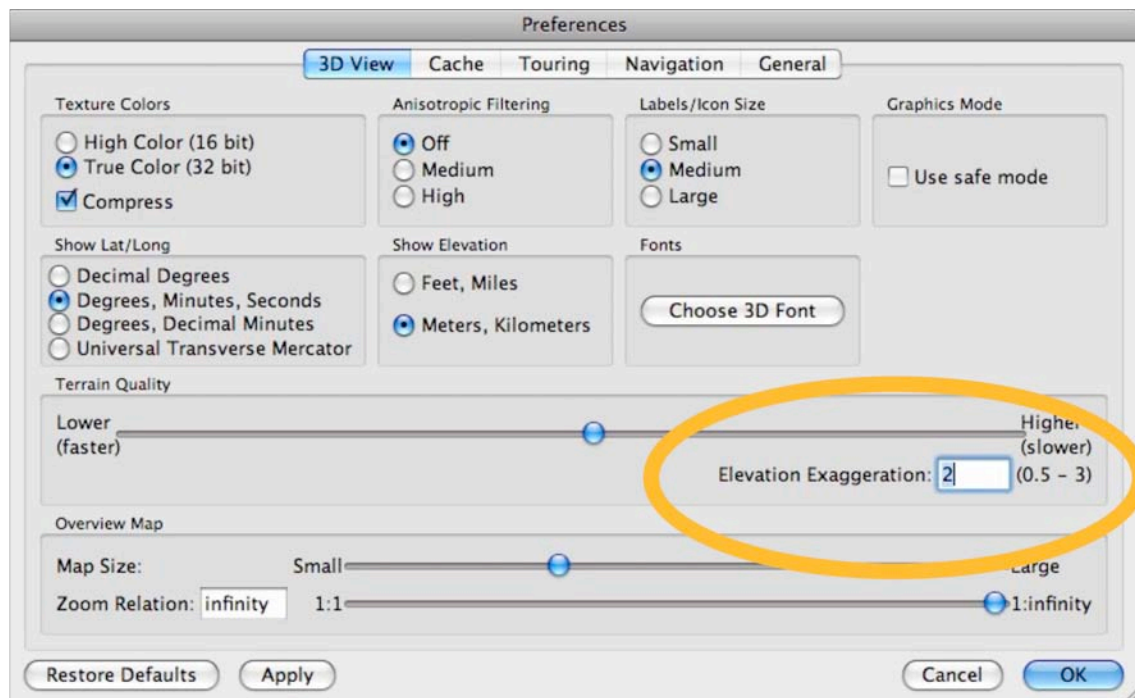 Preferences
3D View Cache Touring Navigation General
Texture Colors
High Color (16 bit)
True Color (32 bit)
Compress
Anisotropic Filtering
Off
Medium
High
Labels/Icon Size
Small
Medium
Large
Graphics Mode
Use safe mode
Show Lat/Long
Decimal Degrees
Degrees, Minutes, Seconds
Degrees, Decimal Minutes
Universal Transverse Mercator
Show Elevation
Feet, Miles
Meters, Kilometers
Fonts
Choose 3D Font
Terrain Quality
Lower
(faster)
Higher
(slower)
Elevation Exaggeration: 2 (0.5 - 3)
Overview Map
Map Size: Small Large
Zoom Relation: infinity 1:1 1:infinity
Restore Defaults Apply Cancel OK